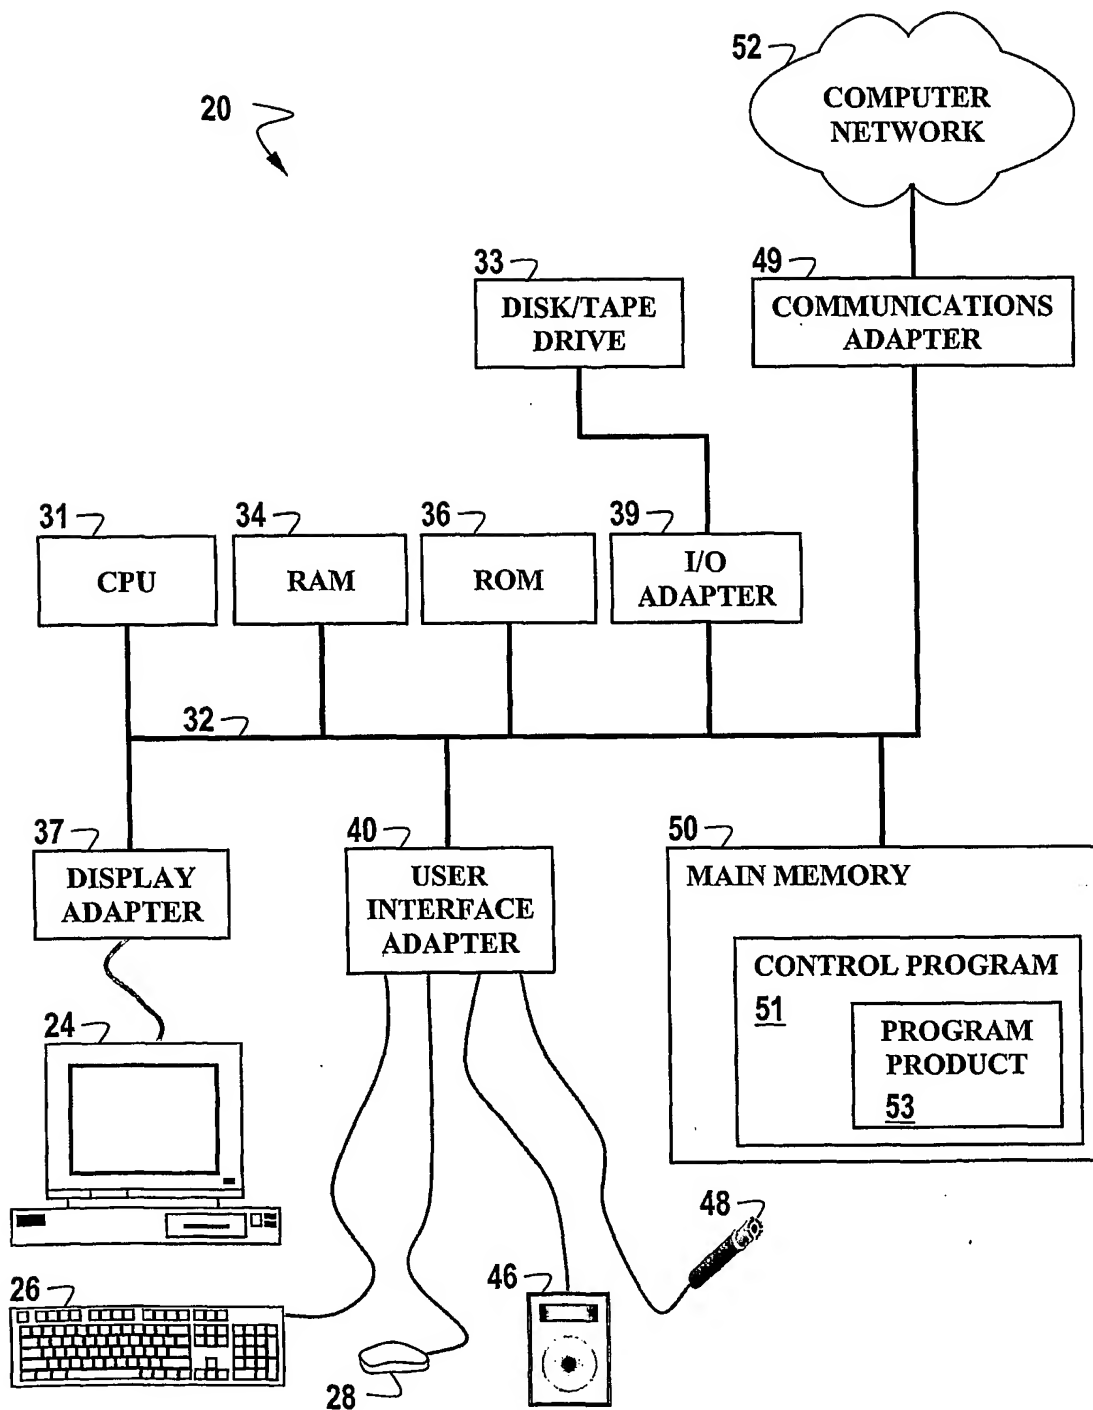 52
COMPUTER
NETWORK
20
33
DISK/TAPE
DRIVE
49
COMMUNICATIONS
ADAPTER
31
CPU
34
RAM
36
ROM
39
I/O
ADAPTER
32
37
DISPLAY
ADAPTER
40
USER
INTERFACE
ADAPTER
50
MAIN MEMORY
CONTROL PROGRAM
51
PROGRAM
PRODUCT
53
24
26
28
46
48